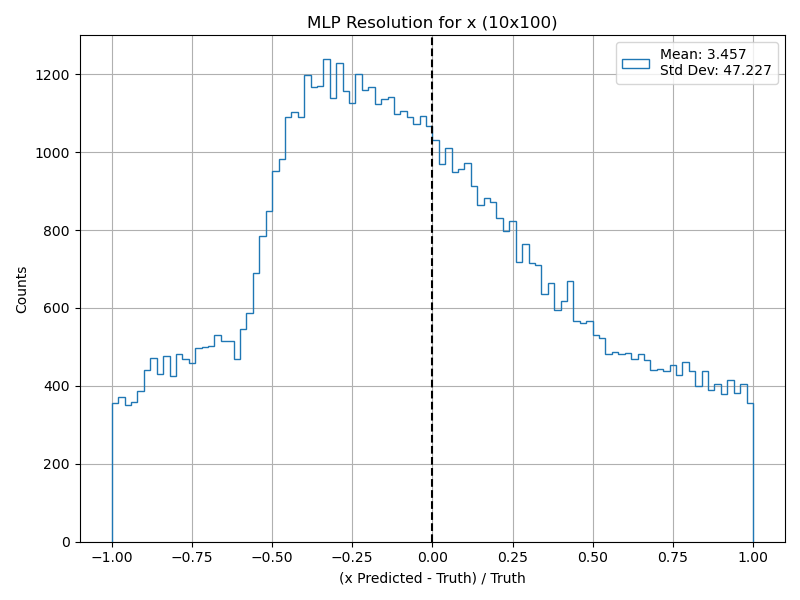 MLP Resolution for x (10x100)
Mean: 3.457
Std Dev: 47.227
Counts
1200
1000
800
600
400
200
0
−1.00 −0.75 −0.50 −0.25 0.00 0.25 0.50 0.75 1.00
(x Predicted - Truth) / Truth